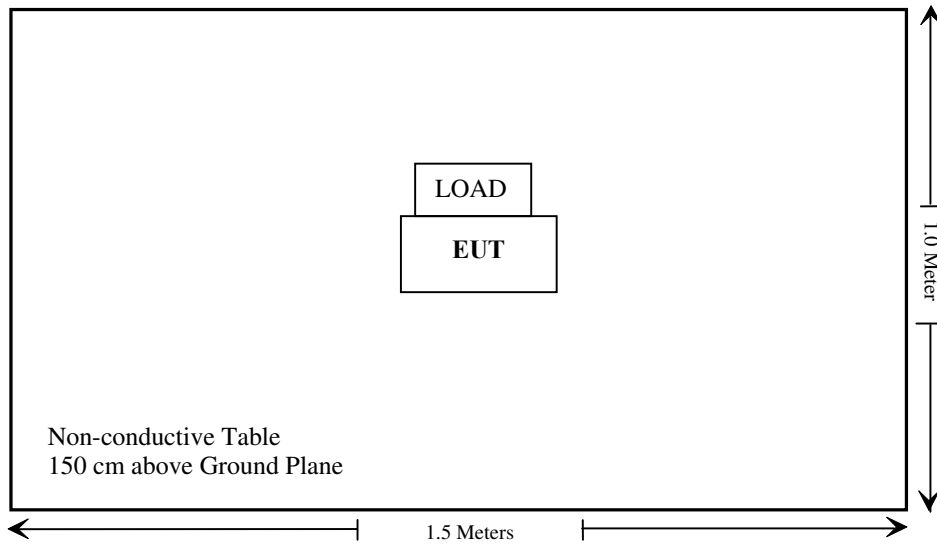 LOAD
EUT
1.0 Meter
Non-conductive Table
150 cm above Ground Plane
1.5 Meters